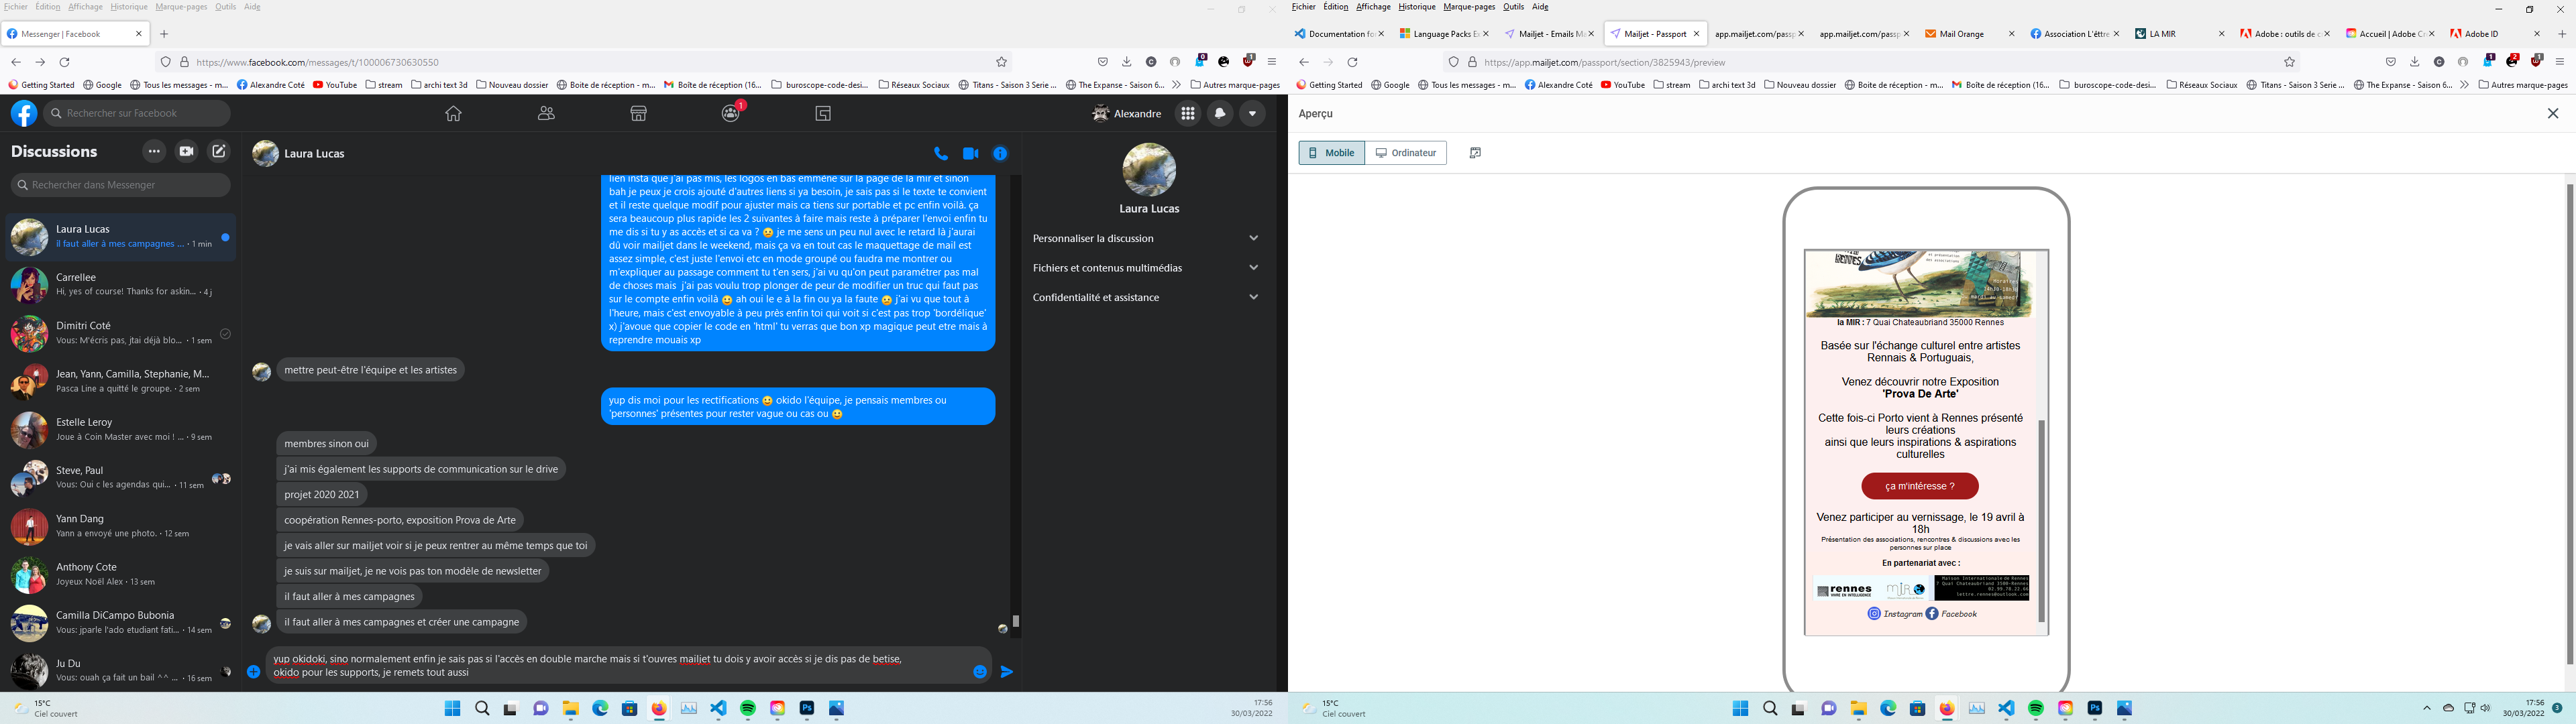 Fichier Édition Affichage Historique Marque-pages Outils Aide
Messenger | Facebook
https://www.facebook.com/messages/t/100006730630550
Getting Started Google Tous les messages - m... Alexandre Coté YouTube stream archi text 3d Nouveau dossier Boite de réception - m... Boîte de réception (16... buroscope-code-desi... Réseaux Sociaux Titans - Saison 3 Serie ... The Expanse - Saison 6... Autres marque-pages
Rechercher sur Facebook
1
Alexandre
Discussions
Rechercher dans Messenger
Laura Lucas
il faut aller à mes campagnes ... · 1 min
Carrellee
Hi, yes of course! Thanks for askin... · 4 j
Dimitri Coté
Vous: M'écris pas, jtai déjà blo... · 1 sem
Jean, Yann, Camilla, Stephanie, M...
Pasca Line a quitté le groupe. · 2 sem
Estelle Leroy
Joue à Coin Master avec moi ! ... · 9 sem
Steve, Paul
Vous: Oui c les agendas qui... · 11 sem
Yann Dang
Yann a envoyé une photo. · 12 sem
Anthony Cote
Joyeux Noël Alex · 13 sem
Camilla DiCampo Bubonia
Vous: jparle l'ado etudiant fati... · 14 sem
Ju Du
Vous: ouah ça fait un bail ^^ ... · 16 sem
Laura Lucas
lien insta que j'ai pas mis, les logos en bas emmène sur la page de la mir et sinon
bah je peux je crois ajouté d'autres liens si ya besoin, je sais pas si le texte te convient
et il reste quelque modif pour ajuster mais ca tiens sur portable et pc enfin voilà. ça
sera beaucoup plus rapide les 2 suivantes à faire mais reste à préparer l'envoi enfin tu
me dis si tu y as accès et si ca va ? 😥 je me sens un peu nul avec le retard là j'aurai
dû voir mailjet dans le weekend, mais ça va en tout cas le maquettage de mail est
assez simple, c'est juste l'envoi etc en mode groupé ou faudra me montrer ou
m'expliquer au passage comment tu t'en sers, j'ai vu qu'on peut paramétrer pas mal
de choses mais j'ai pas voulu trop plonger de peur de modifier un truc qui faut pas
sur le compte enfin voilà 😉 ah oui le e à la fin ou ya la faute 😅 j'ai vu que tout à
l'heure, mais c'est envoyable à peu près enfin toi qui voit si c'est pas trop 'bordélique'
x) j'avoue que copier le code en 'html' tu verras que bon xp magique peut etre mais à
reprendre mouais xp
mettre peut-être l'équipe et les artistes
yup dis moi pour les rectifications 😉 okido l'équipe, je pensais membres ou
'personnes' présentes pour rester vague ou cas ou 😉
membres sinon oui
j'ai mis également les supports de communication sur le drive
projet 2020 2021
coopération Rennes-porto, exposition Prova de Arte
je vais aller sur mailjet voir si je peux rentrer au même temps que toi
je suis sur mailjet, je ne vois pas ton modèle de newsletter
il faut aller à mes campagnes
il faut aller à mes campagnes et créer une campagne
yup okidoki, sino normalement enfin je sais pas si l'accès en double marche mais si t'ouvres mailjet tu dois y avoir accès si je dis pas de betise,
okido pour les supports, je remets tout aussi
Laura Lucas
Personnaliser la discussion
Fichiers et contenus multimédias
Confidentialité et assistance
15°C
Ciel couvert
17:56
30/03/2022
Fichier Édition Affichage Historique Marque-pages Outils Aide
Documentation fo Language Packs Ex Mailjet - Emails Ma Mailjet - Passport app.mailjet.com/passp app.mailjet.com/passp Mail Orange Association L'êttre LA MIR Adobe : outils de c Accueil | Adobe Cr Adobe ID
https://app.mailjet.com/passport/section/3825943/preview
Getting Started Google Tous les messages - m... Alexandre Coté YouTube stream archi text 3d Nouveau dossier Boite de réception - m... Boîte de réception (16... buroscope-code-desi... Réseaux Sociaux Titans - Saison 3 Serie ... The Expanse - Saison 6... Autres marque-pages
Aperçu
Mobile Ordinateur
la MIR : 7 Quai Chateaubriand 35000 Rennes
Basée sur l'échange culturel entre artistes
Rennais & Portuguais,
Venez découvrir notre Exposition
'Prova De Arte'
Cette fois-ci Porto vient à Rennes présenté
leurs créations
ainsi que leurs inspirations & aspirations
culturelles
ça m'intéresse ?
Venez participer au vernissage, le 19 avril à
18h
Présentation des associations, rencontres & discussions avec les
personnes sur place
En partenariat avec :
rennes
VIVRE EN INTELLIGENCE
MIR
Maison Internationale de Rennes
7 Quai Chateaubriand 3500-Rennes
02.99.78.22.66
lettre.rennes@outlook.com
Instagram Facebook
15°C
Ciel couvert
17:56
30/03/2022
3